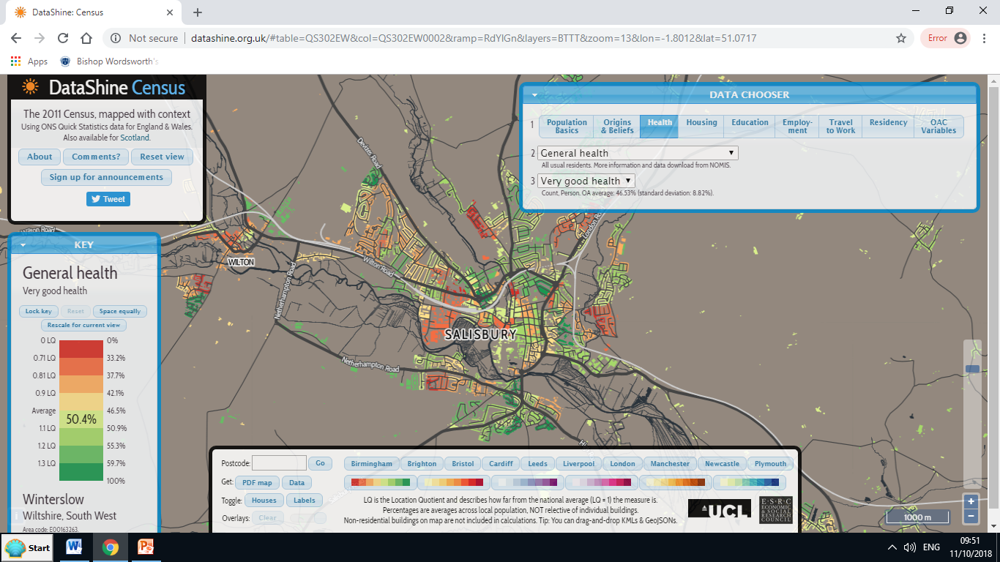 DataShine: Census
Not secure | datashine.org.uk/#table=QS302EW&col=QS302EW0002&ramp=RdYlGn&layers=BTTT&zoom=13&lon=-1.8012&lat=51.0717
Error
Apps
Bishop Wordsworth's
DataShine Census
The 2011 Census, mapped with context
Using ONS Quick Statistics data for England & Wales.
Also available for Scotland.
About
Comments?
Reset view
Sign up for announcements
Tweet
DATA CHOOSER
1
Population Basics
Origins & Beliefs
Health
Housing
Education
Employ-ment
Travel to Work
Residency
OAC Variables
2 General health
All usual residents. More information and data download from NOMIS.
3 Very good health
Count, Person. OA average: 46.53% (standard deviation: 8.82%).
Devizes Road
London Ro
Wilton Road
WILTON
Wilton Road
Netherhampton Road
SALISBURY
Netherhampton Road
KEY
General health
Very good health
Lock key
Reset
Space equally
Rescale for current view
0 LQ 0%
0.71 LQ 33.2%
0.81 LQ 37.7%
0.9 LQ 42.1%
Average 46.5%
50.4%
1.1 LQ 50.9%
1.2 LQ 55.3%
1.3 LQ 59.7%
100%
Winterslow
Wiltshire, South West
Area code: E00163263.
Postcode:
Go
Birmingham
Brighton
Bristol
Cardiff
Leeds
Liverpool
London
Manchester
Newcastle
Plymouth
Get:
PDF map
Data
Toggle:
Houses
Labels
Overlays:
Clear
LQ is the Location Quotient and describes how far from the national average (LQ = 1) the measure is.
Percentages are averages across local population, NOT relective of individual buildings.
Non-residential buildings on map are not included in calculations. Tip: You can drag-and-drop KMLs & GeoJSONs.
UCL
E·S·R·C
ECONOMIC
& SOCIAL
RESEARCH
COUNCIL
+
−
1000 m
Start
ENG
09:51
11/10/2018